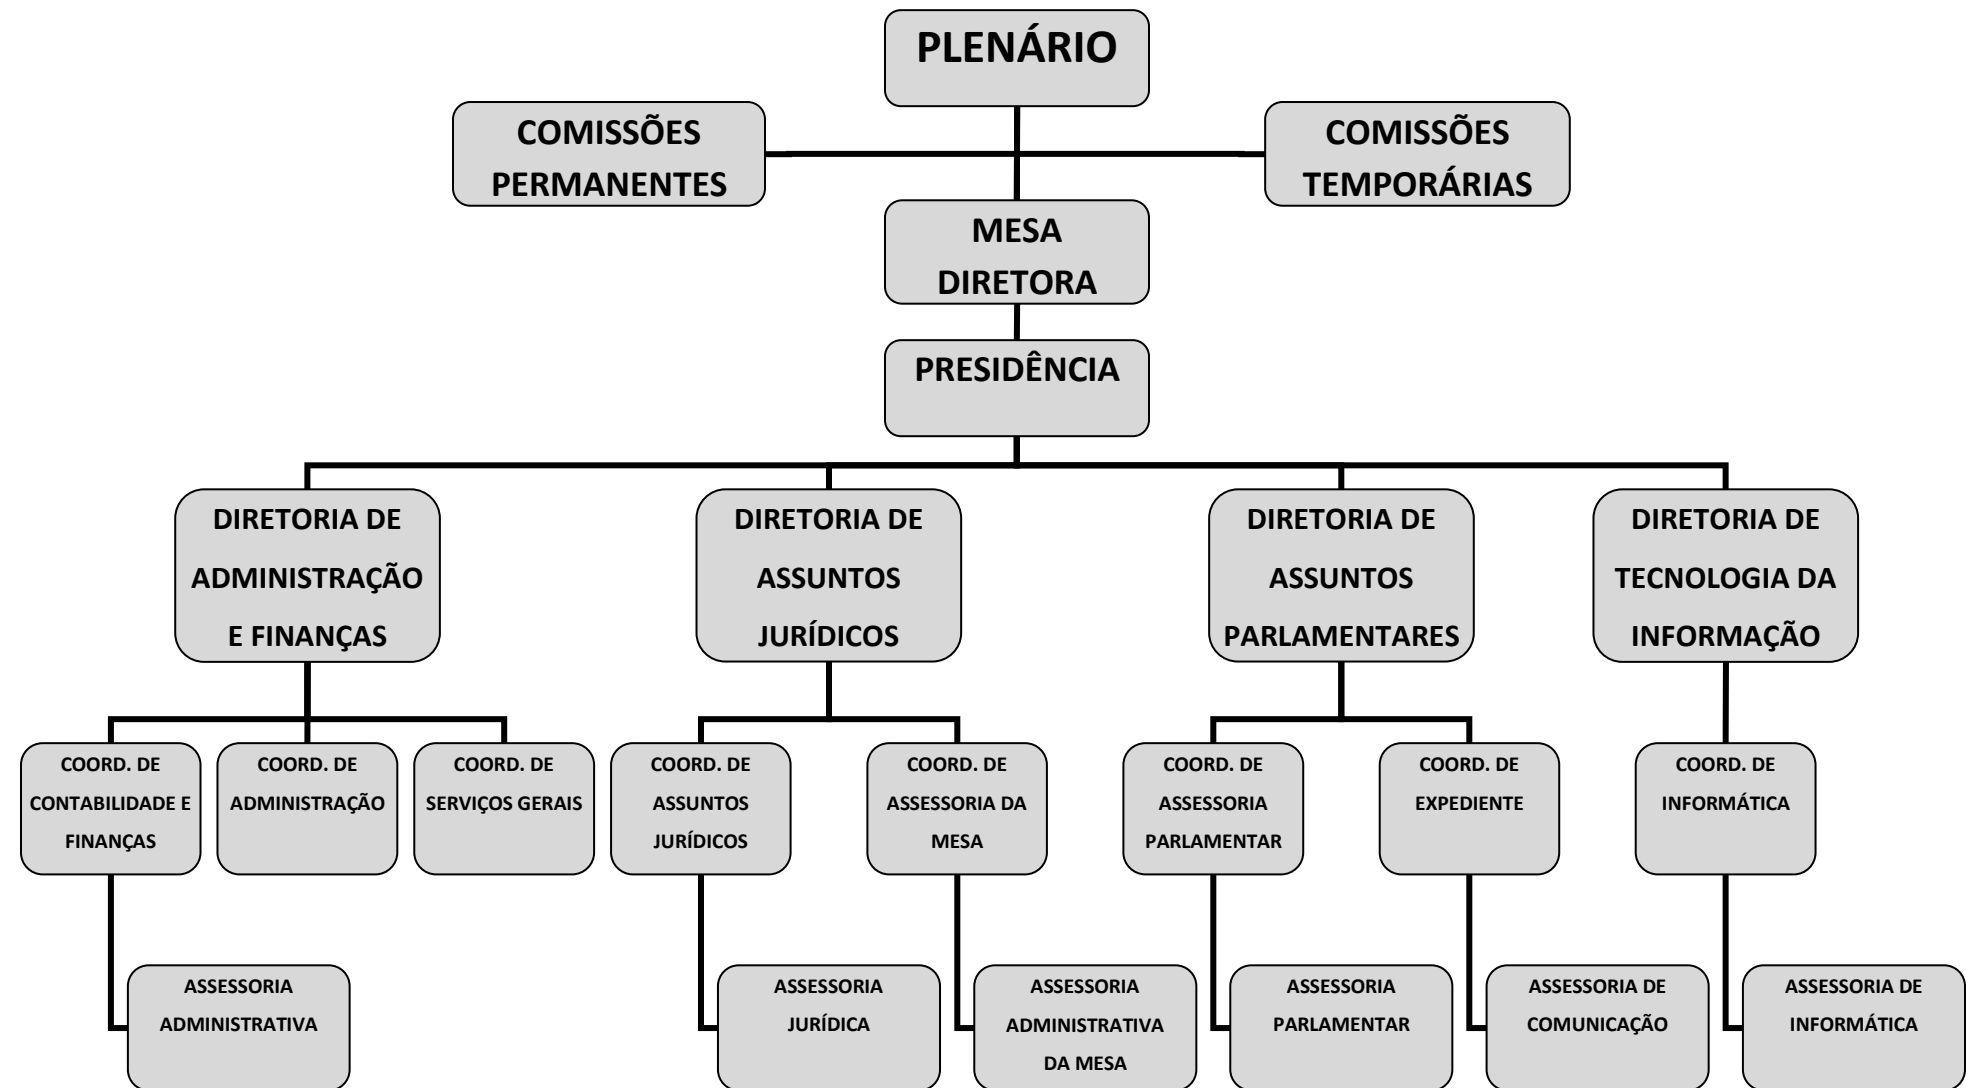 PLENÁRIO
COMISSÕES
PERMANENTES
COMISSÕES
TEMPORÁRIAS
MESA
DIRETORA
PRESIDÊNCIA
DIRETORIA DE
ADMINISTRAÇÃO
E FINANÇAS
DIRETORIA DE
ASSUNTOS
JURÍDICOS
DIRETORIA DE
ASSUNTOS
PARLAMENTARES
DIRETORIA DE
TECNOLOGIA DA
INFORMAÇÃO
COORD. DE
CONTABILIDADE E
FINANÇAS
COORD. DE
ADMINISTRAÇÃO
COORD. DE
SERVIÇOS GERAIS
COORD. DE
ASSUNTOS
JURÍDICOS
COORD. DE
ASSESSORIA DA
MESA
COORD. DE
ASSESSORIA
PARLAMENTAR
COORD. DE
EXPEDIENTE
COORD. DE
INFORMÁTICA
ASSESSORIA
ADMINISTRATIVA
ASSESSORIA
JURÍDICA
ASSESSORIA
ADMINISTRATIVA
DA MESA
ASSESSORIA
PARLAMENTAR
ASSESSORIA DE
COMUNICAÇÃO
ASSESSORIA DE
INFORMÁTICA